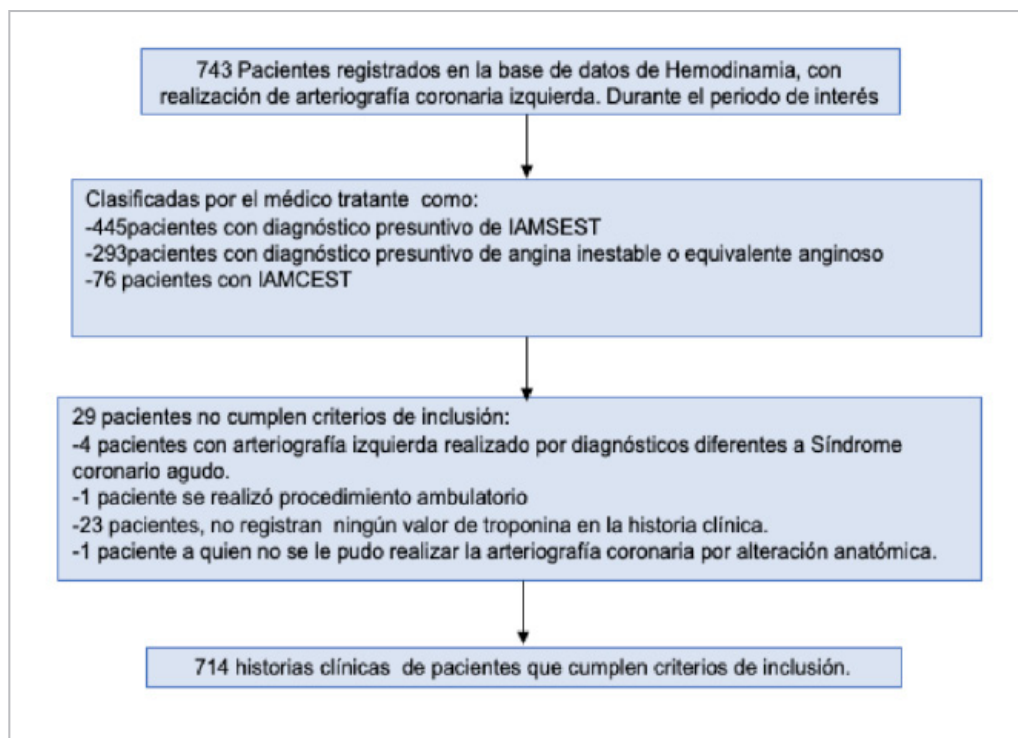 743 Pacientes registrados en la base de datos de Hemodinamia, con
realización de arteriografía coronaria izquierda. Durante el periodo de interés
Clasificadas por el médico tratante como:
-445pacientes con diagnóstico presuntivo de IAMSEST
-293pacientes con diagnóstico presuntivo de angina inestable o equivalente anginoso
-76 pacientes con IAMCEST
29 pacientes no cumplen criterios de inclusión:
-4 pacientes con arteriografía izquierda realizado por diagnósticos diferentes a Síndrome
coronario agudo.
-1 paciente se realizó procedimiento ambulatorio
-23 pacientes, no registran ningún valor de troponina en la historia clínica.
-1 paciente a quien no se le pudo realizar la arteriografía coronaria por alteración anatómica.
714 historias clínicas de pacientes que cumplen criterios de inclusión.